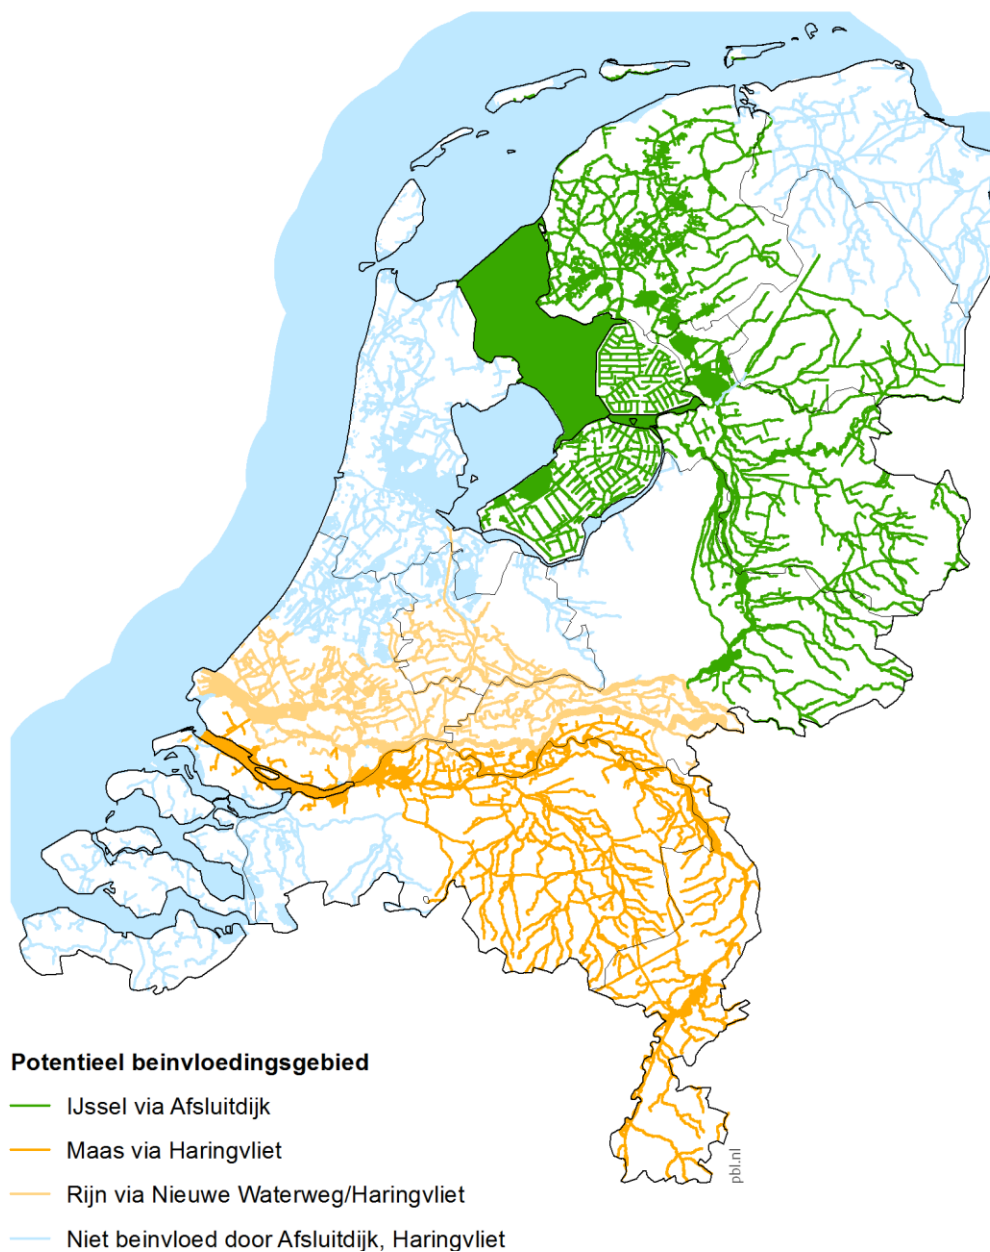 Potentieel beinvloedingsgebied
IJssel via Afsluitdijk
Maas via Haringvliet
Rijn via Nieuwe Waterweg/Haringvliet
Niet beinvloed door Afsluitdijk, Haringvliet
pbl.nl